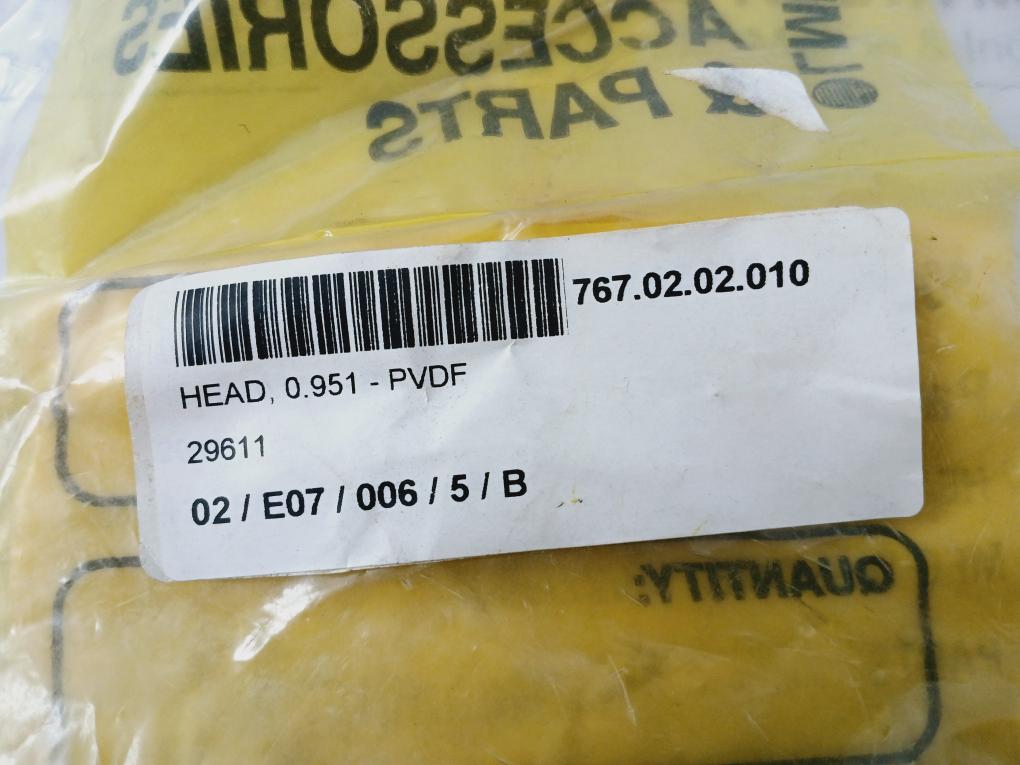 ACCESSORIES
& PARTS
767.02.02.010
HEAD, 0.951 - PVDF
29611
02 / E07 / 006 / 5 / B
QUANTITY: